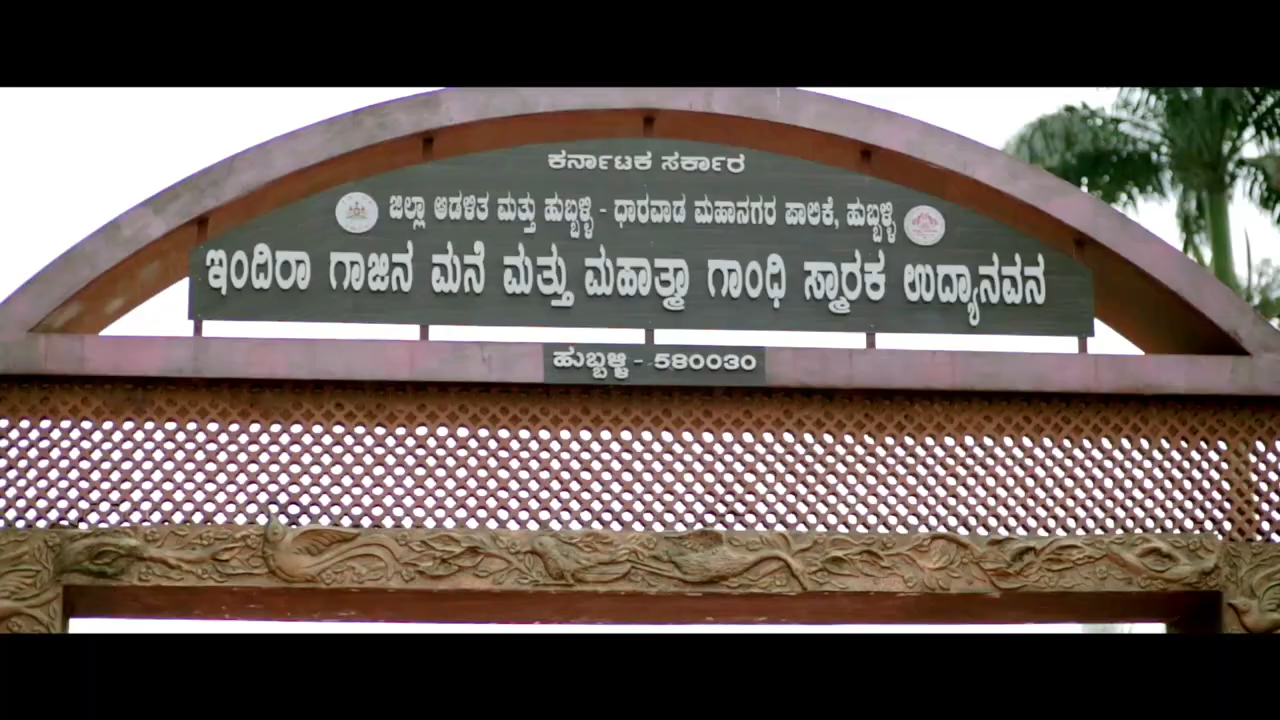 ಕರ್ನಾಟಕ ಸರ್ಕಾರ
ಜಿಲ್ಲಾ ಆಡಳಿತ ಮತ್ತು ಹುಬ್ಬಳ್ಳಿ - ಧಾರವಾಡ ಮಹಾನಗರ ಪಾಲಿಕೆ, ಹುಬ್ಬಳ್ಳಿ
ಇಂದಿರಾ ಗಾಜಿನ ಮನೆ ಮತ್ತು ಮಹಾತ್ಮಾ ಗಾಂಧಿ ಸ್ಮಾರಕ ಉದ್ಯಾನವನ
ಹುಬ್ಬಳ್ಳಿ - 580030